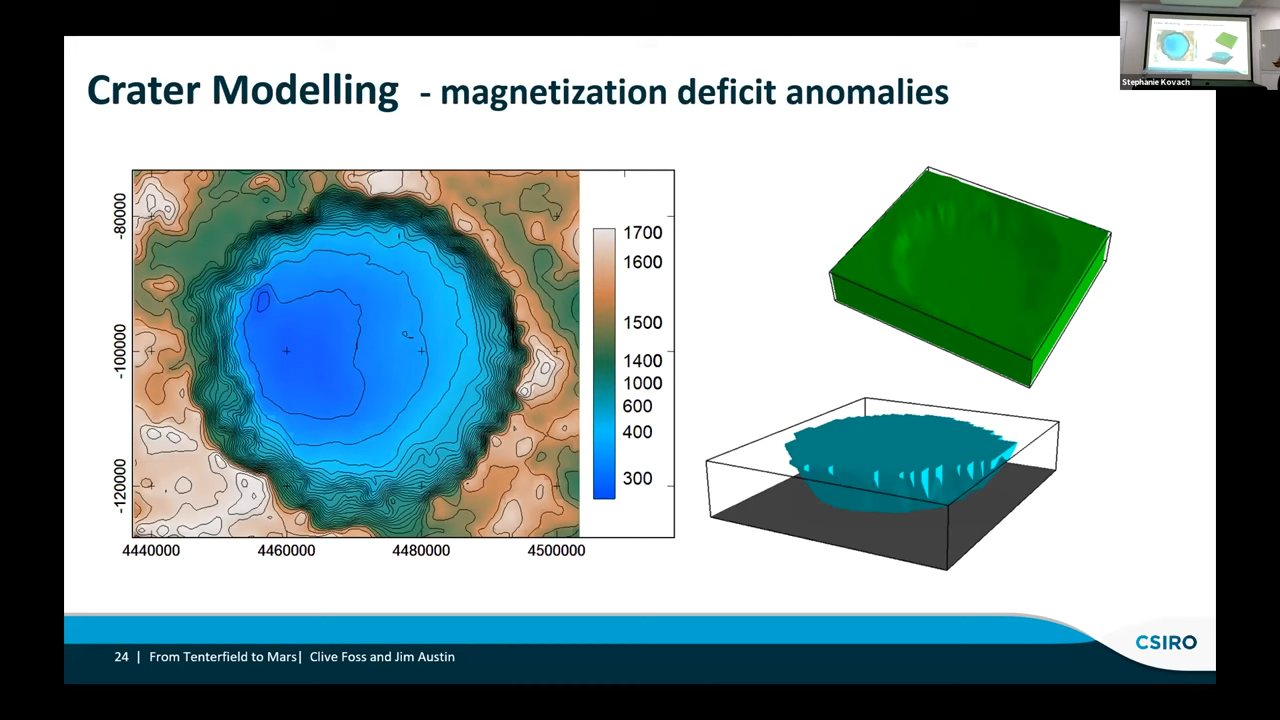 Crater Modelling - magnetization deficit anomalies
Stephanie Kovach
-80000
-100000
-120000
4440000 4460000 4480000 4500000
1700
1600
1500
1400
1000
600
400
300
24 | From Tenterfield to Mars| Clive Foss and Jim Austin
CSIRO